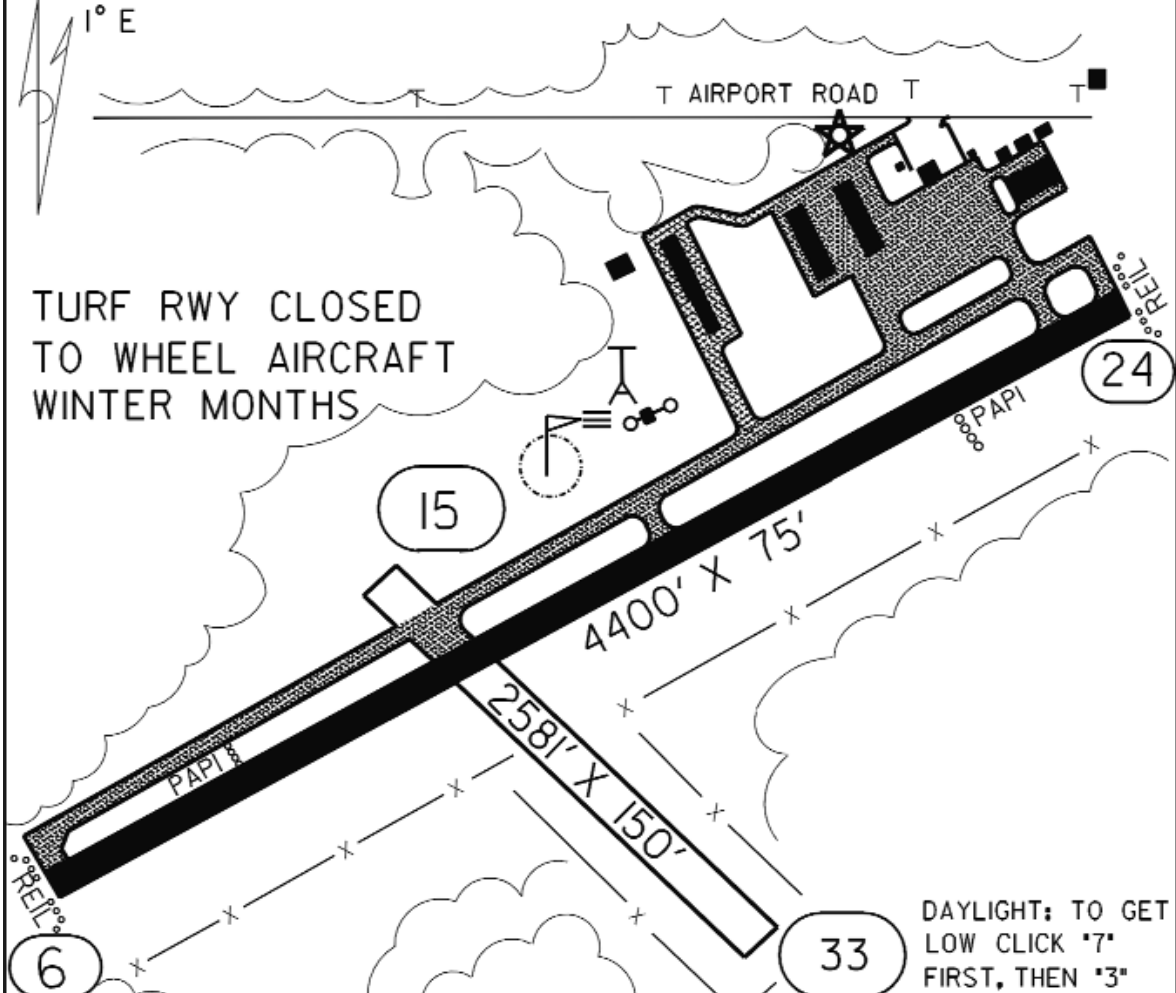 1° E
T
T AIRPORT ROAD T
T
TURF RWY CLOSED
TO WHEEL AIRCRAFT
WINTER MONTHS
REIL
24
PAPI
15
4400' X 75'
2581' X 150'
PAPI
REIL
6
33
DAYLIGHT: TO GET
LOW CLICK "7"
FIRST, THEN "3"